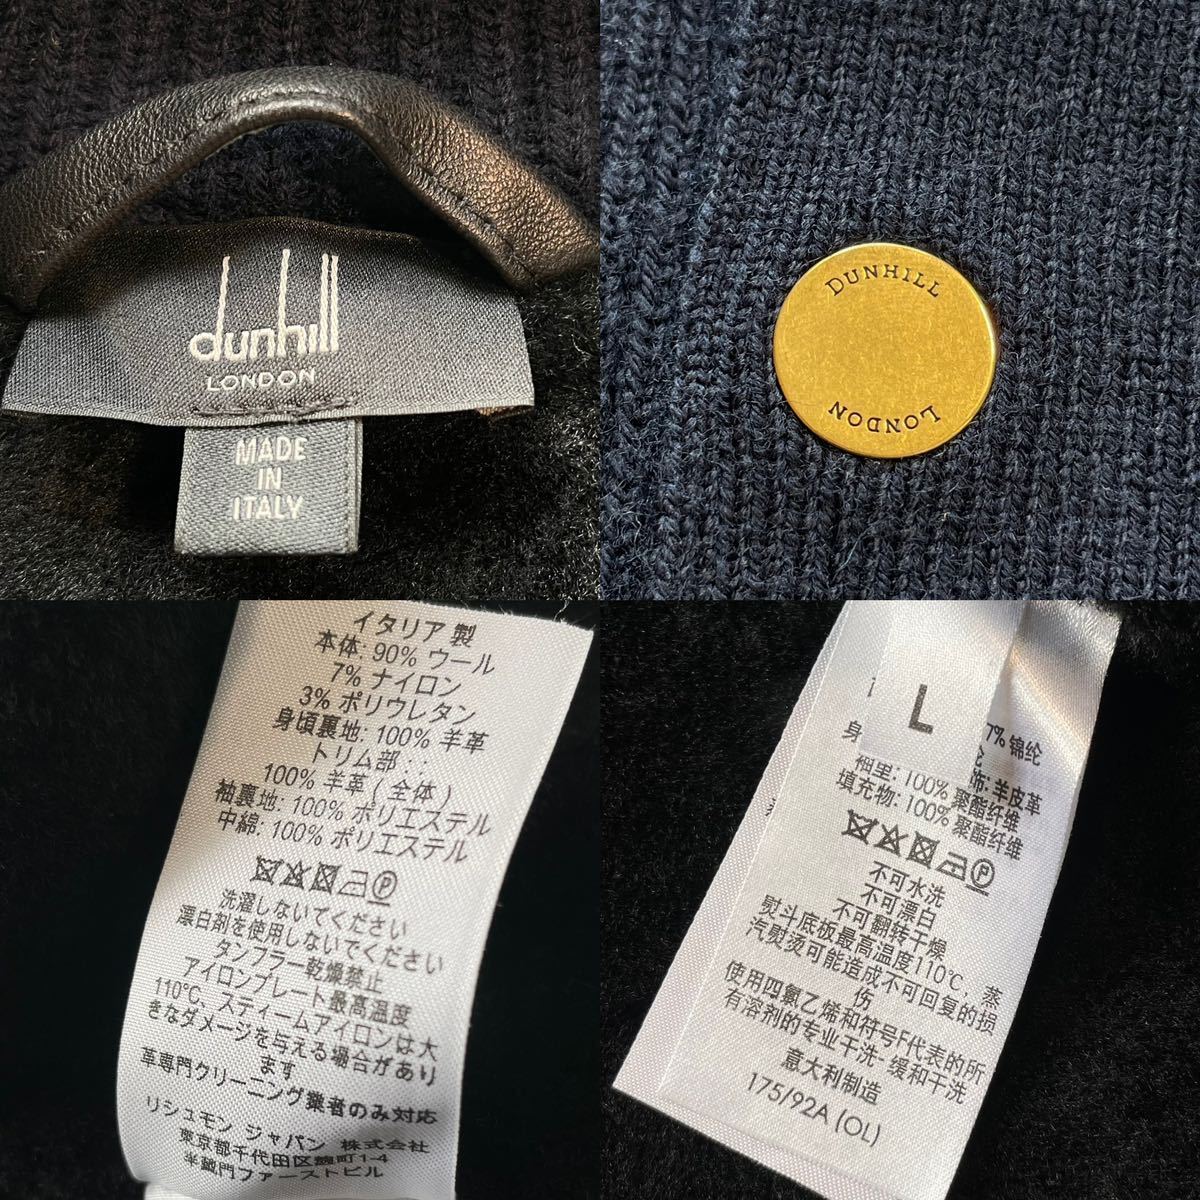 dunhill
LONDON
MADE
IN
ITALY
DUNHILL
LONDON
イタリア 製
本体: 90% ウール
7% ナイロン
3% ポリウレタン
身頃裏地: 100% 羊革
トリム部: :
100% 羊革 ( 全体 )
袖裏地: 100% ポリエステル
中綿: 100% ポリエステル
P
洗濯しないでください
漂白剤を使用しないでください
タンブラー乾燥禁止
アイロンプレート最高温度
110℃、スチームアイロンは大
きなダメージを与える場合があり
ます
革専門クリーニング業者のみ対応
リシュモン ジャパン 株式会社
東京都千代田区麹町1-4
半蔵門ファーストビル
L
7% 锦纶
身
饰: 羊皮革
袖里: 100% 聚酯纤维
填充物: 100% 聚酯纤维
P
不可水洗
不可漂白
不可翻转干燥
熨斗底板最高温度110℃. 蒸
汽熨烫可能造成不可回复的损
伤
使用四氯乙烯和符号F代表的所
有溶剂的专业干洗 - 缓和干洗
意大利制造
175/92A (OL)